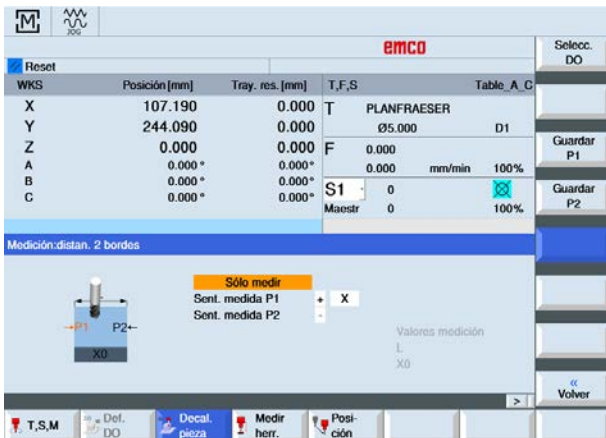 M
JOG
emco
Selecc. DO
Reset
WKS Posición [mm] Tray. res. [mm] T,F,S Table_A_C
X 107.190 0.000 T PLANFRAESER
Y 244.090 0.000 Ø5.000 D1
Z 0.000 0.000 F 0.000
A 0.000° 0.000° 0.000 mm/min 100%
B 0.000° 0.000° S1 0
C 0.000° 0.000° Maestr 0 100%
Guardar P1
Guardar P2
Medición:distan. 2 bordes
Sólo medir
Sent. medida P1 + X
Sent. medida P2 -
P1 P2
X0
Valores medición
L
X0
>
« Volver
T,S,M
Def. DO
Decal. pieza
Medir herr.
Posi-
ción